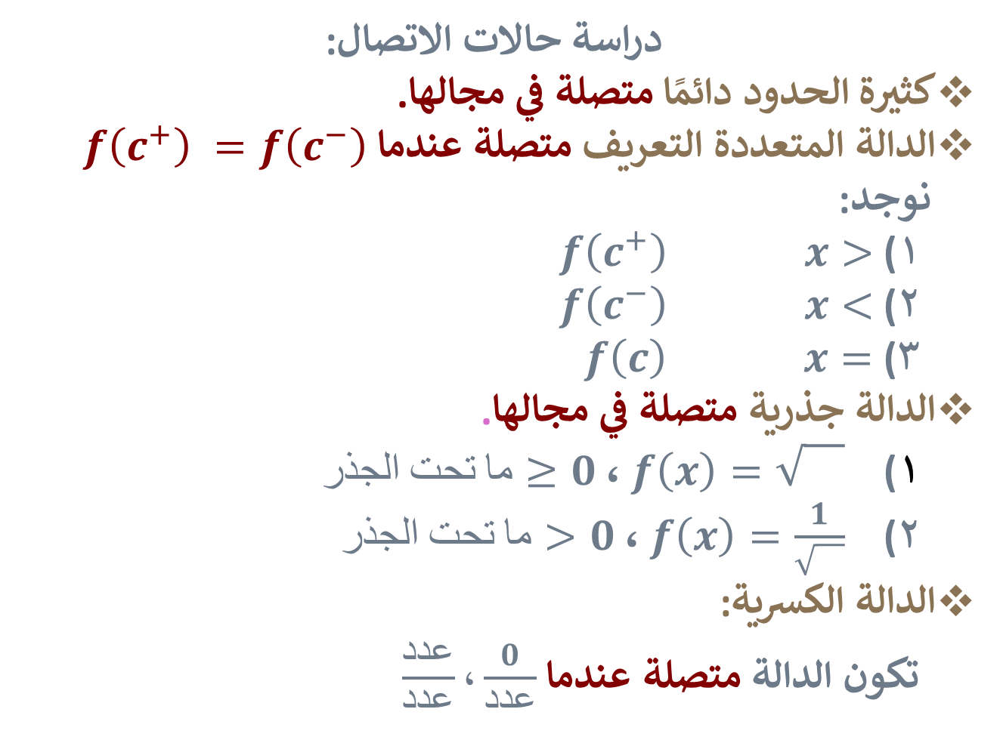 دراسة حالات الاتصال:
❖ كثيرة الحدود دائمًا متصلة في مجالها.
❖ الدالة المتعددة التعريف متصلة عندما f(c⁺) = f(c⁻)
نوجد:
١) x > f(c⁺)
٢) x < f(c⁻)
٣) x = f(c)
❖ الدالة جذرية متصلة في مجالها.
١) f(x) = √ ، 0 ≤ ما تحت الجذر
٢) f(x) = 1/√ ، 0 < ما تحت الجذر
❖ الدالة الكسرية:
تكون الدالة متصلة عندما 0/عدد ، عدد/عدد